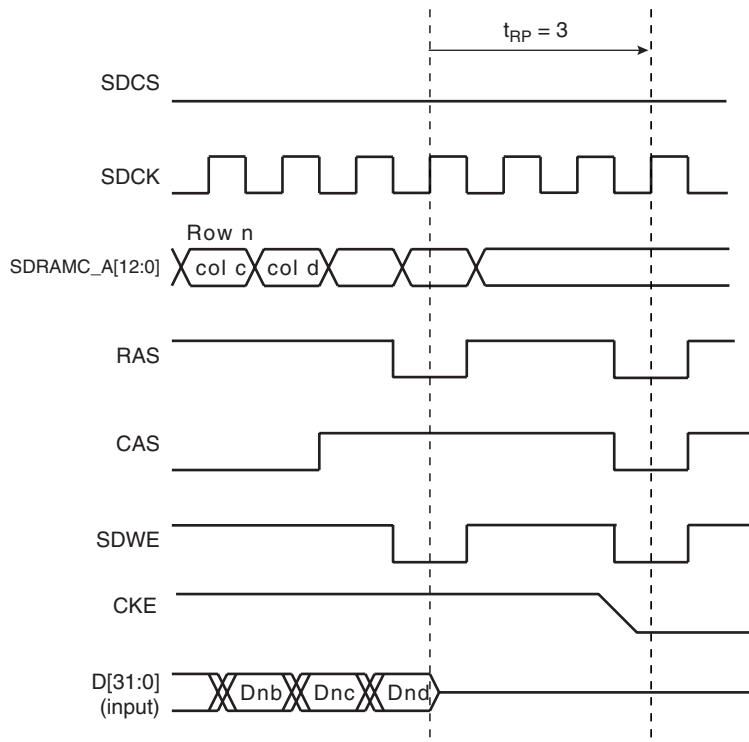 tRP = 3
SDCS
SDCK
Row n
SDRAMC_A[12:0]
col c col d
RAS
CAS
SDWE
CKE
D[31:0]
(input)
Dnb Dnc Dnd